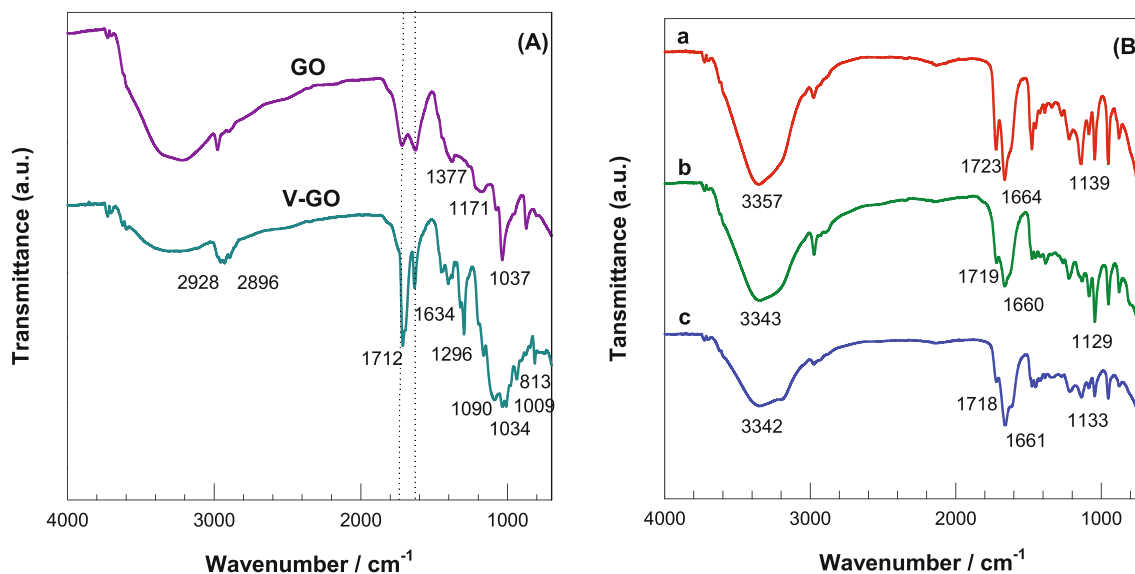 (A)
GO
1377
1171
1037
V-GO
2928 2896
1634
1712
1296
813
1090
1009
1034
4000 3000 2000 1000
Wavenumber / cm-1
Transmittance (a.u.)
(B
a
1723
1664
1139
3357
b
1719
1660
3343
1129
c
1718
1133
3342
1661
4000 3000 2000 1000
Wavenumber / cm-1
Tansmittance (a.u.)